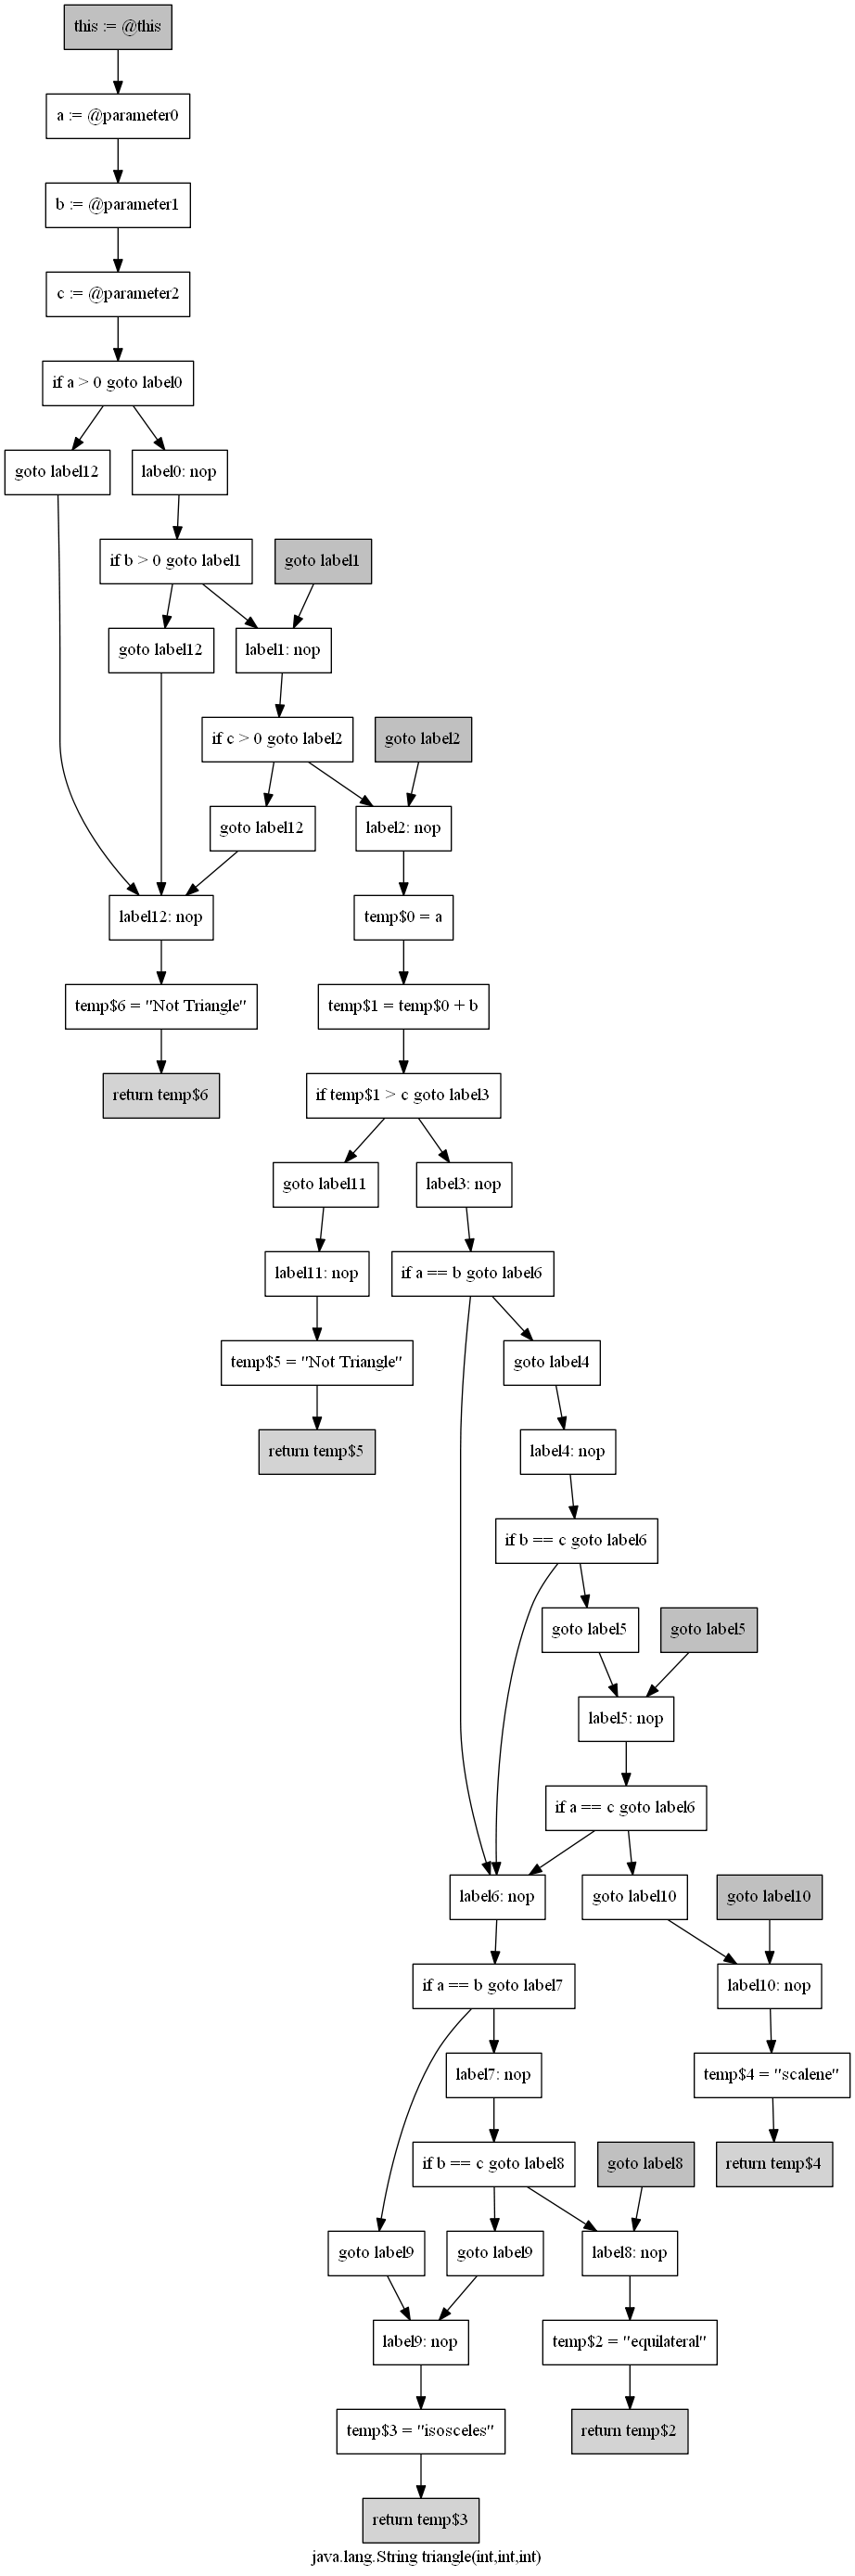 this := @this
a := @parameter0
b := @parameter1
c := @parameter2
if a > 0 goto label0
goto label12
label0: nop
if b > 0 goto label1
goto label1
goto label12
label1: nop
if c > 0 goto label2
goto label2
goto label12
label2: nop
label12: nop
temp$0 = a
temp$6 = "Not Triangle"
temp$1 = temp$0 + b
return temp$6
if temp$1 > c goto label3
goto label11
label3: nop
label11: nop
if a == b goto label6
temp$5 = "Not Triangle"
goto label4
return temp$5
label4: nop
if b == c goto label6
goto label5
goto label5
label5: nop
if a == c goto label6
label6: nop
goto label10
goto label10
if a == b goto label7
label10: nop
label7: nop
temp$4 = "scalene"
if b == c goto label8
goto label8
return temp$4
goto label9
goto label9
label8: nop
label9: nop
temp$2 = "equilateral"
temp$3 = "isosceles"
return temp$2
return temp$3
java.lang.String triangle(int,int,int)